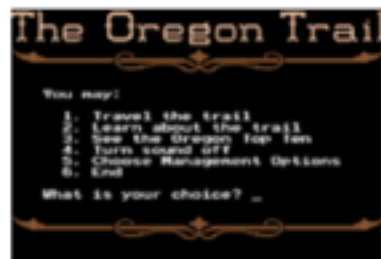 The Oregon Trail
You may:
1. Travel the trail
2. Learn about the trail
3. See the Oregon Top Ten
4. Turn sound off
5. Choose Management Options
6. End
What is your choice? _